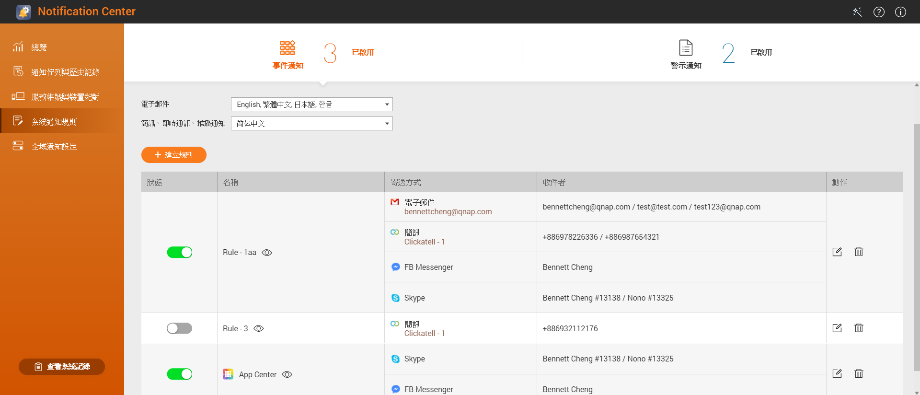 Notification Center
總覽
通知佇列與歷史記錄
服務帳號與裝置配對
系統通知規則
全域通知設定
查看系統記錄
事件通知
3
已啟用
警示通知
2
已啟用
電子郵件
English, 繁體中文, 日本語, 한글
簡訊、即時通訊、推播通知
簡體中文
+ 建立規則
狀態 名稱 寄送方式 收件者 動作
電子郵件
bennettcheng@qnap.com
bennettcheng@qnap.com / test@test.com / test123@qnap.com
簡訊
Clickatell - 1
+886978226336 / +886987654321
Rule - 1aa
FB Messenger
Bennett Cheng
Skype
Bennett Cheng #13138 / Nono #13325
Rule - 3
簡訊
Clickatell - 1
+886932112176
Skype
Bennett Cheng #13138 / Nono #13325
App Center
FB Messenger
Bennett Cheng